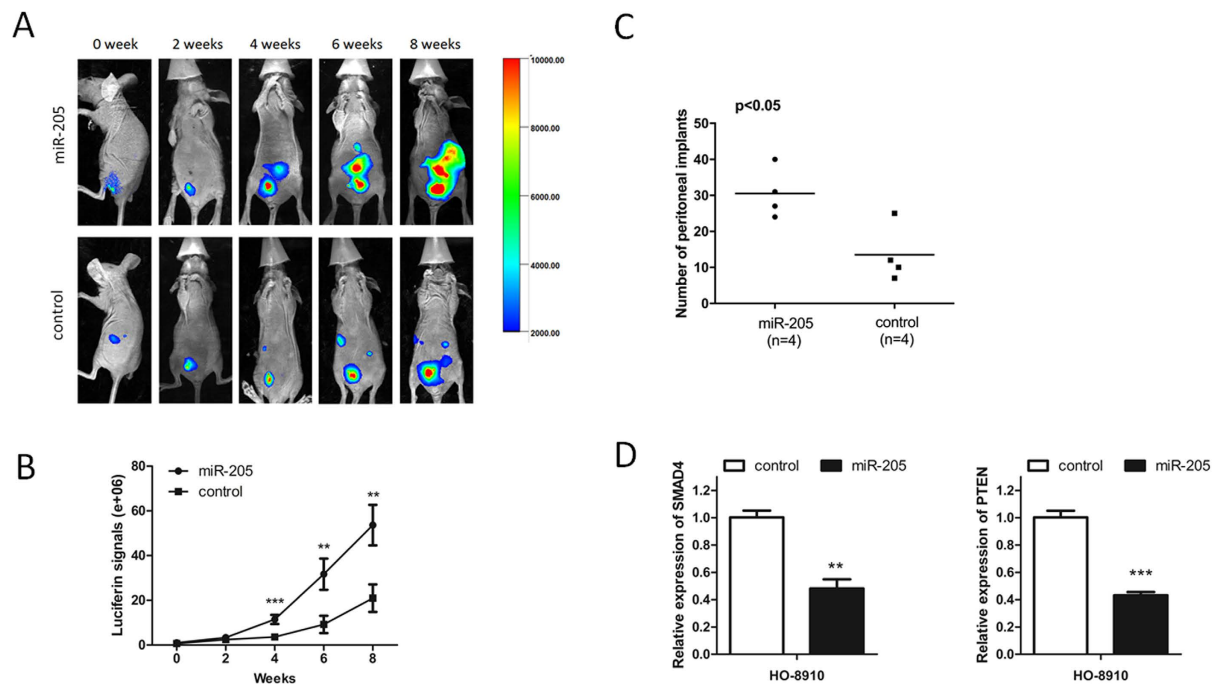 A
0 week 2 weeks 4 weeks 6 weeks 8 weeks
miR-205
control
10000.00
8000.00
6000.00
4000.00
2000.00
B
miR-205
control
Luciferin signals (e+06)
80
60
40
20
0
***
**
**
0 2 4 6 8
Weeks
C
p<0.05
Number of peritoneal implants
50
40
30
20
10
0
miR-205 control
(n=4) (n=4)
D
control miR-205
Relative expression of SMAD4
1.2
1.0
0.8
0.6
0.4
0.2
0.0
**
HO-8910
control miR-205
Relative expression of PTEN
1.2
1.0
0.8
0.6
0.4
0.2
0.0
***
HO-8910